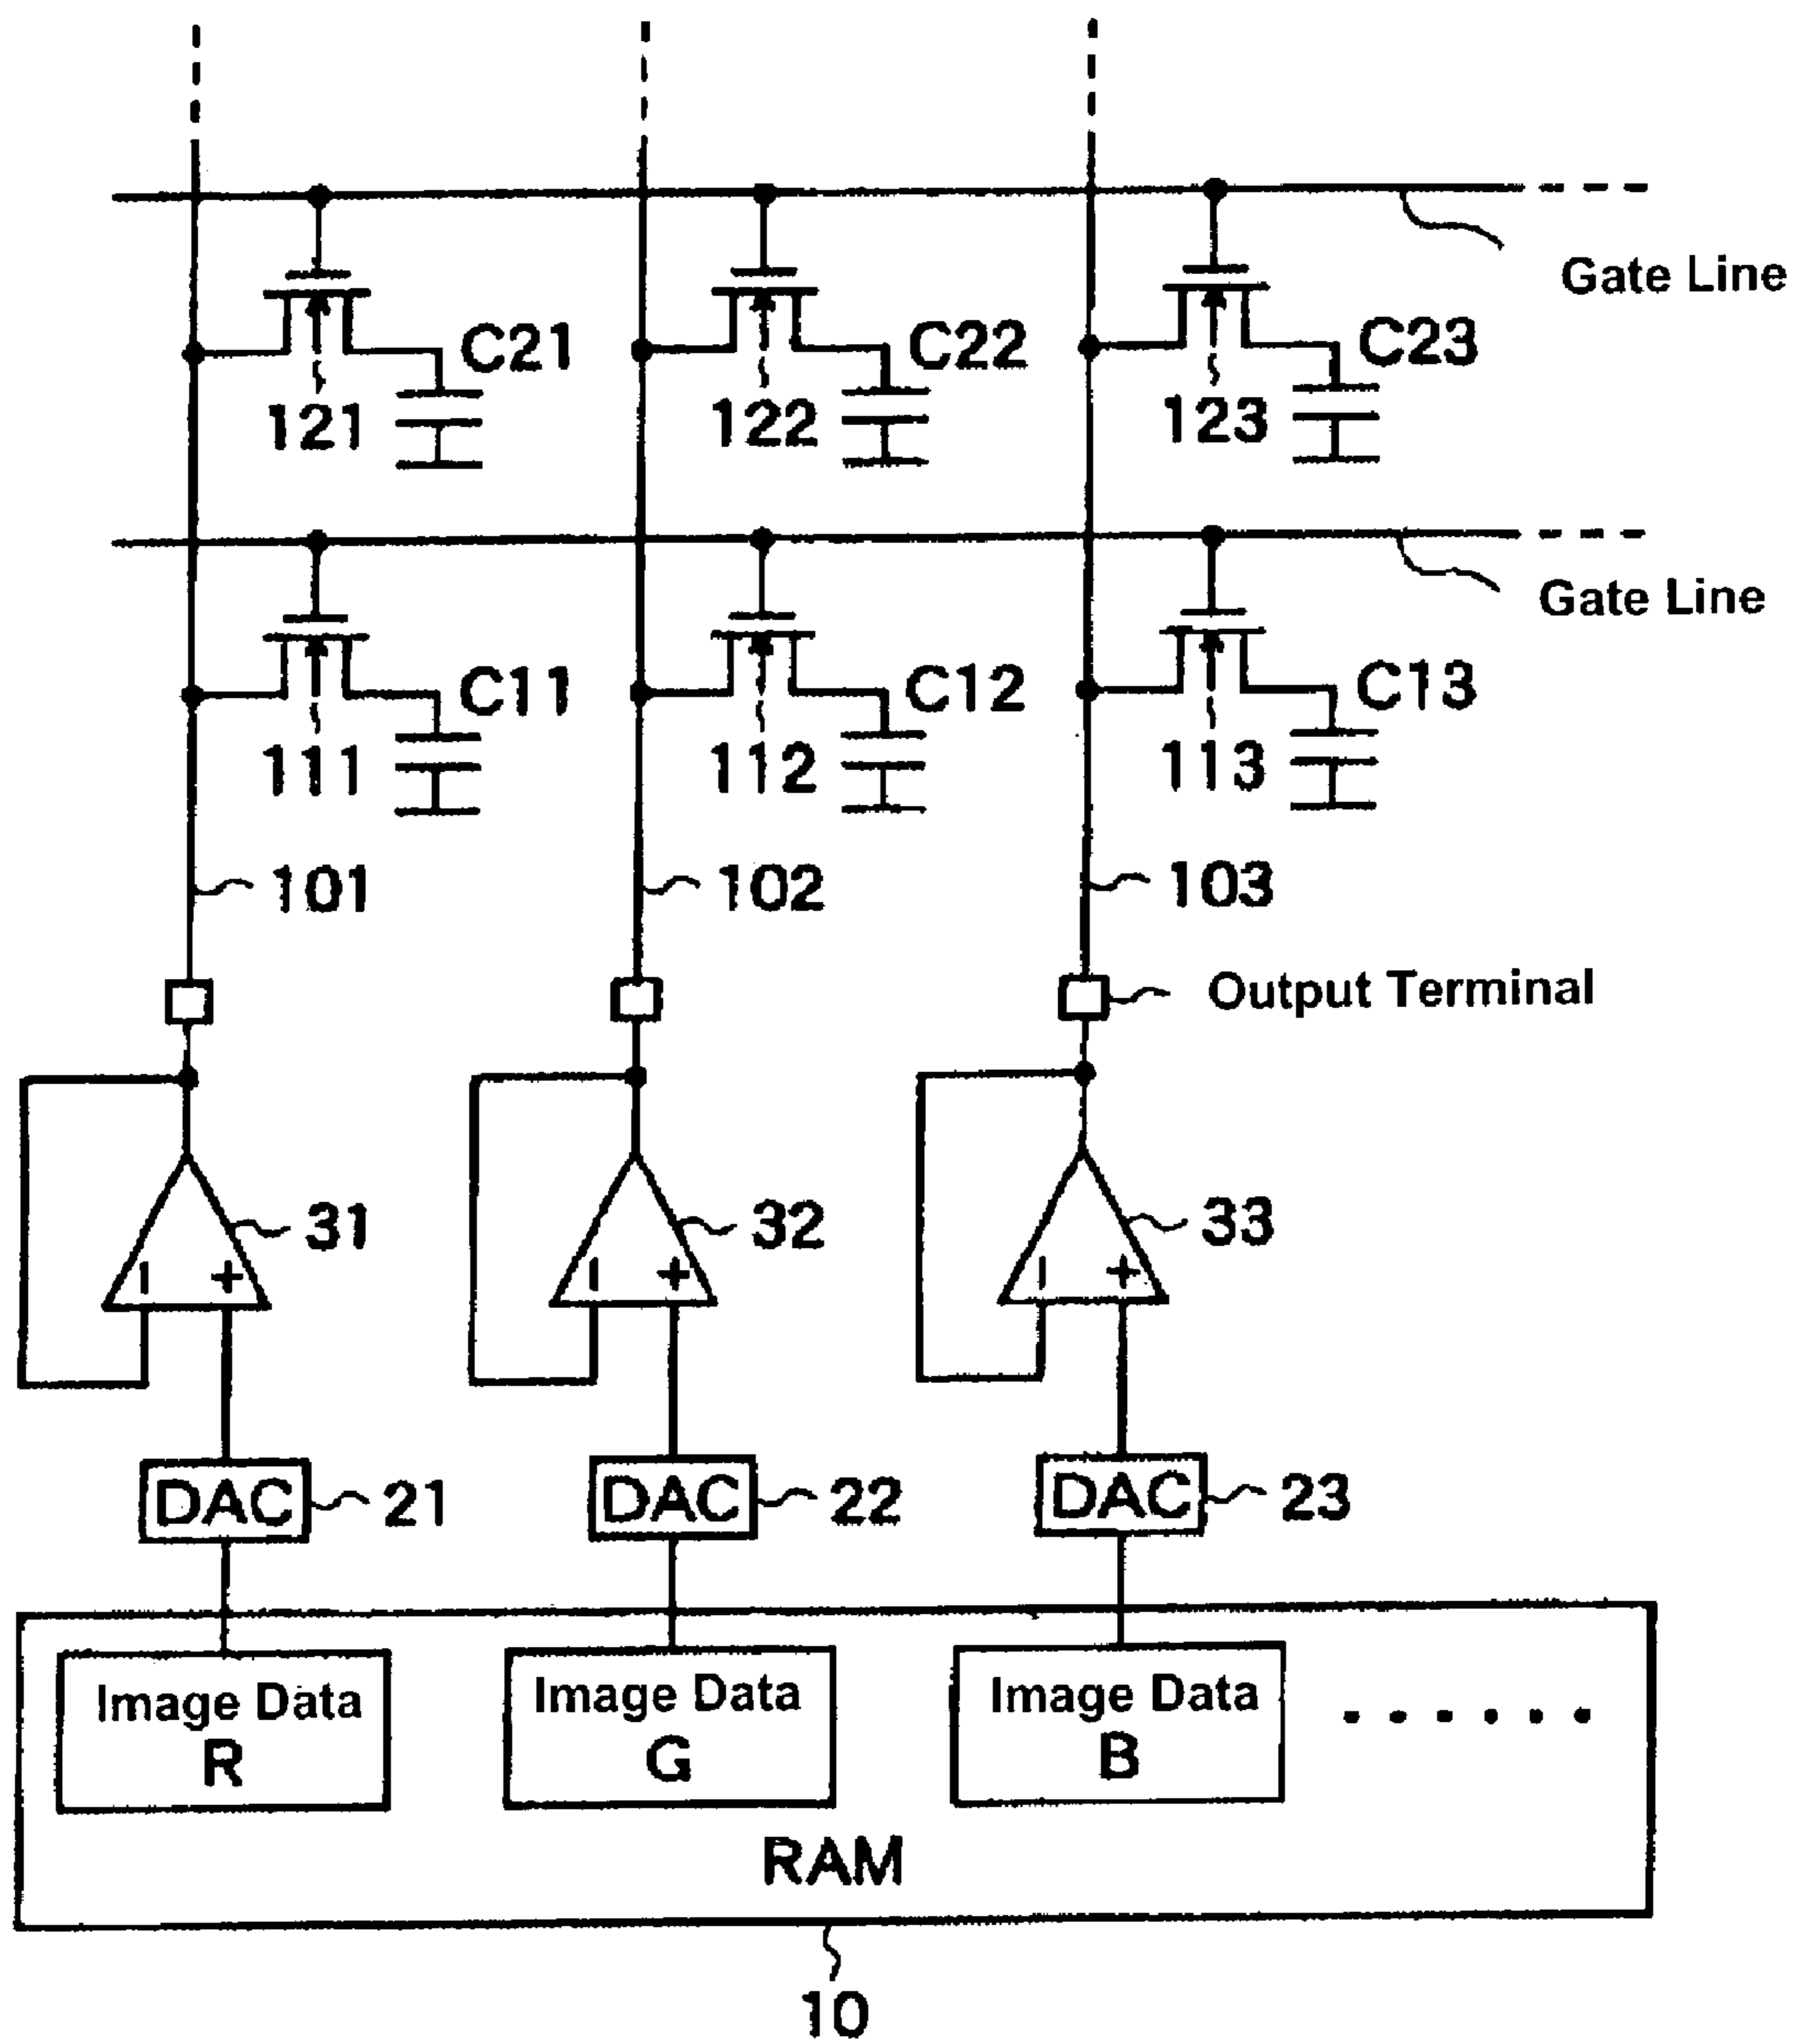 Gate Line
C21 C22 C23
121 122 123
Gate Line
C11 C12 C13
111 112 113
101 102 103
Output Terminal
31 32 33
− + − + − +
DAC 21 DAC 22 DAC 23
Image Data Image Data Image Data
R G B
RAM
10